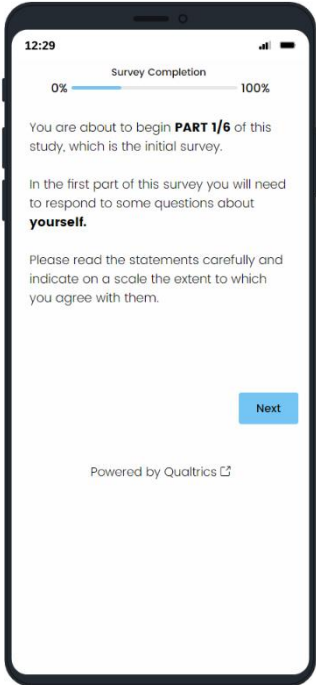 12:29
Survey Completion
0% 100%
You are about to begin PART 1/6 of this
study, which is the initial survey.
In the first part of this survey you will need
to respond to some questions about
yourself.
Please read the statements carefully and
indicate on a scale the extent to which
you agree with them.
Next
Powered by Qualtrics